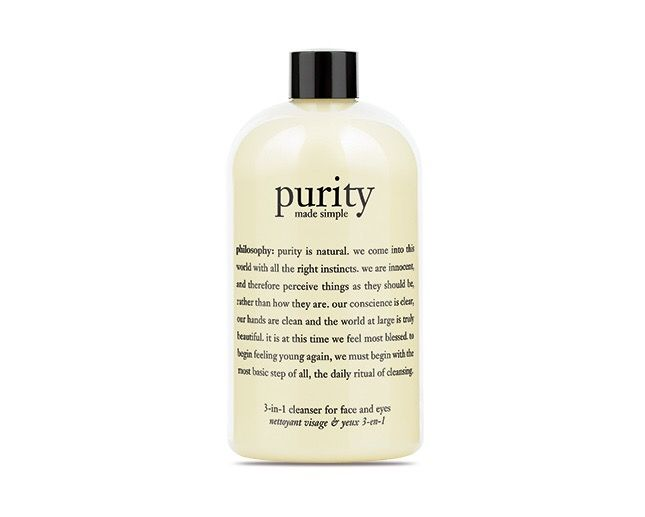 purity
made simple
philosophy: purity is natural. we come into this
world with all the right instincts. we are innocent,
and therefore perceive things as they should be,
rather than how they are. our conscience is clear,
our hands are clean and the world at large is truly
beautiful. it is at this time we feel most blessed. to
begin feeling young again, we must begin with the
most basic step of all, the daily ritual of cleansing.
3-in-1 cleanser for face and eyes
nettoyant visage & yeux 3-en-1